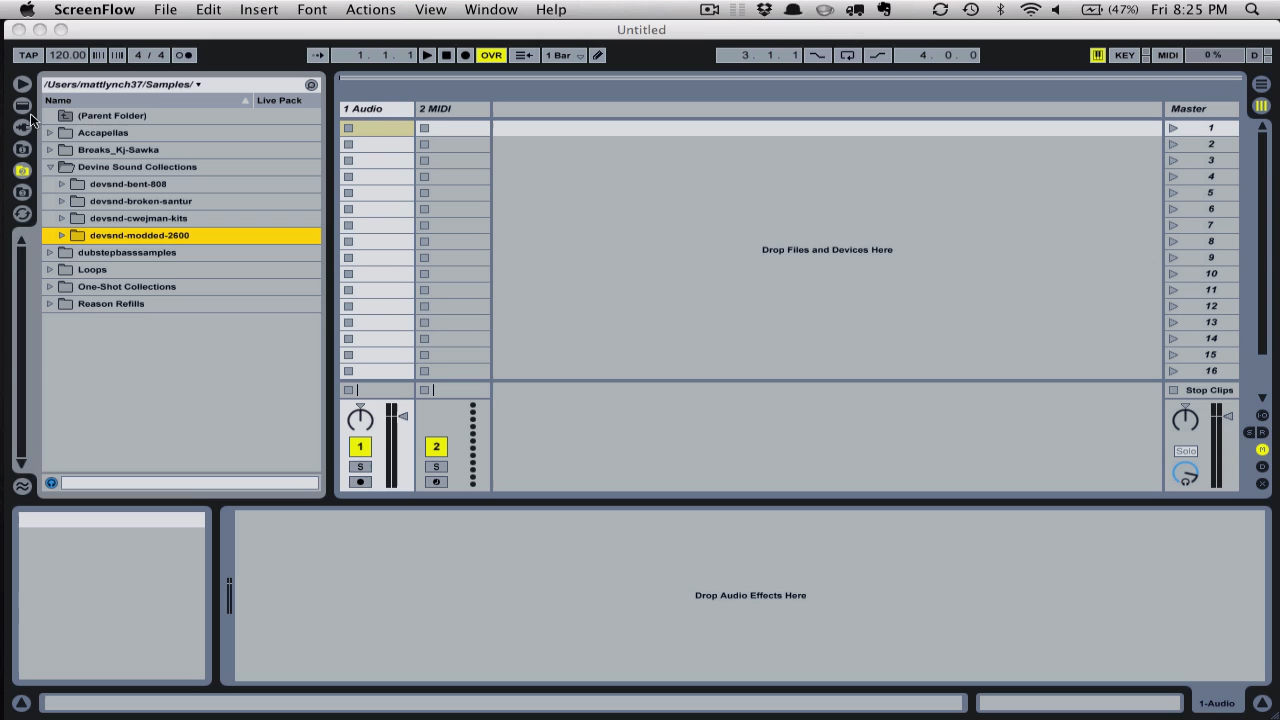 ScreenFlow File Edit Insert Font Actions View Window Help (47%) Fri 8:25 PM
Untitled
TAP 120.00 4 / 4 1. 1. 1 OVR 1 Bar 3. 1. 1 4. 0. 0 KEY MIDI 0 % D
/Users/mattlynch37/Samples/
Name Live Pack
(Parent Folder)
Accapellas
Breaks_Kj-Sawka
Devine Sound Collections
devsnd-bent-808
devsnd-broken-santur
devsnd-cwejman-kits
devsnd-modded-2600
dubstepbasssamples
Loops
One-Shot Collections
Reason Refills
1 Audio 2 MIDI Master
1
2
3
4
5
6
7
8
9
10
11
12
13
14
15
16
Drop Files and Devices Here
Stop Clips
1 2
S S Solo
S R
M
D
X
Drop Audio Effects Here
1-Audio